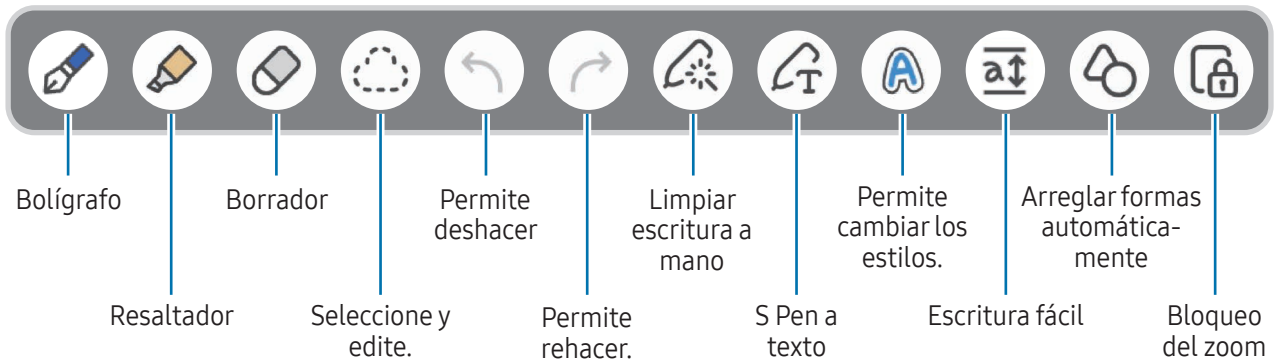 T
A
a
Bolígrafo
Borrador
Permite
deshacer
Limpiar
escritura a
mano
Permite
cambiar los
estilos.
Arreglar formas
automática-
mente
Resaltador
Seleccione y
edite.
Permite
rehacer.
S Pen a
texto
Escritura fácil
Bloqueo
del zoom